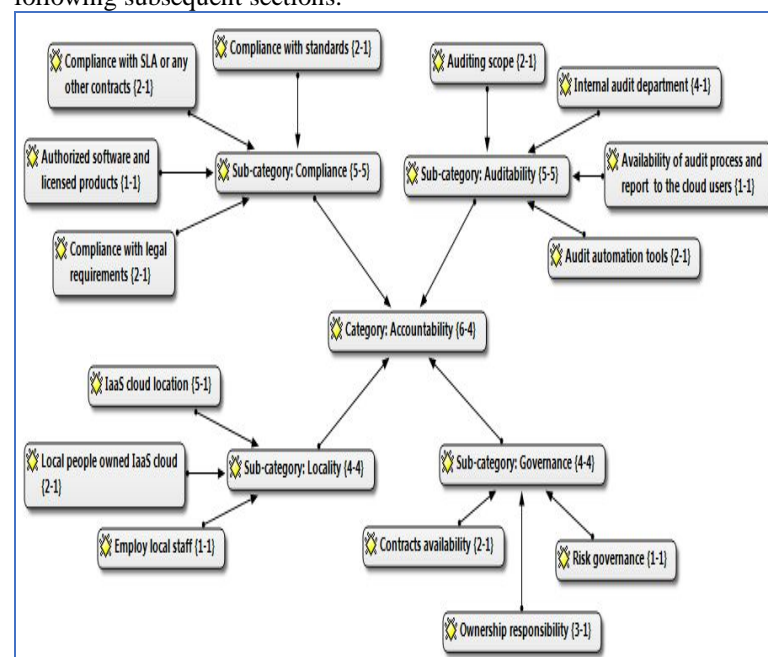 following subsequent sections.
Compliance with standards {2-1}
Compliance with SLA or any
other contracts {2-1}
Authorized software and
licensed products {1-1}
Sub-category: Compliance {5-5}
Compliance with legal
requirements {2-1}
Auditing scope {2-1}
Internal audit department {4-1}
Sub-category: Auditability {5-5}
Availability of audit process and
report to the cloud users {1-1}
Audit automation tools {2-1}
Category: Accountability {6-4}
IaaS cloud location {5-1}
Local people owned IaaS cloud
{2-1}
Sub-category: Locality {4-4}
Employ local staff {1-1}
Sub-category: Governance {4-4}
Contracts availability {2-1}
Risk governance {1-1}
Ownership responsibility {3-1}